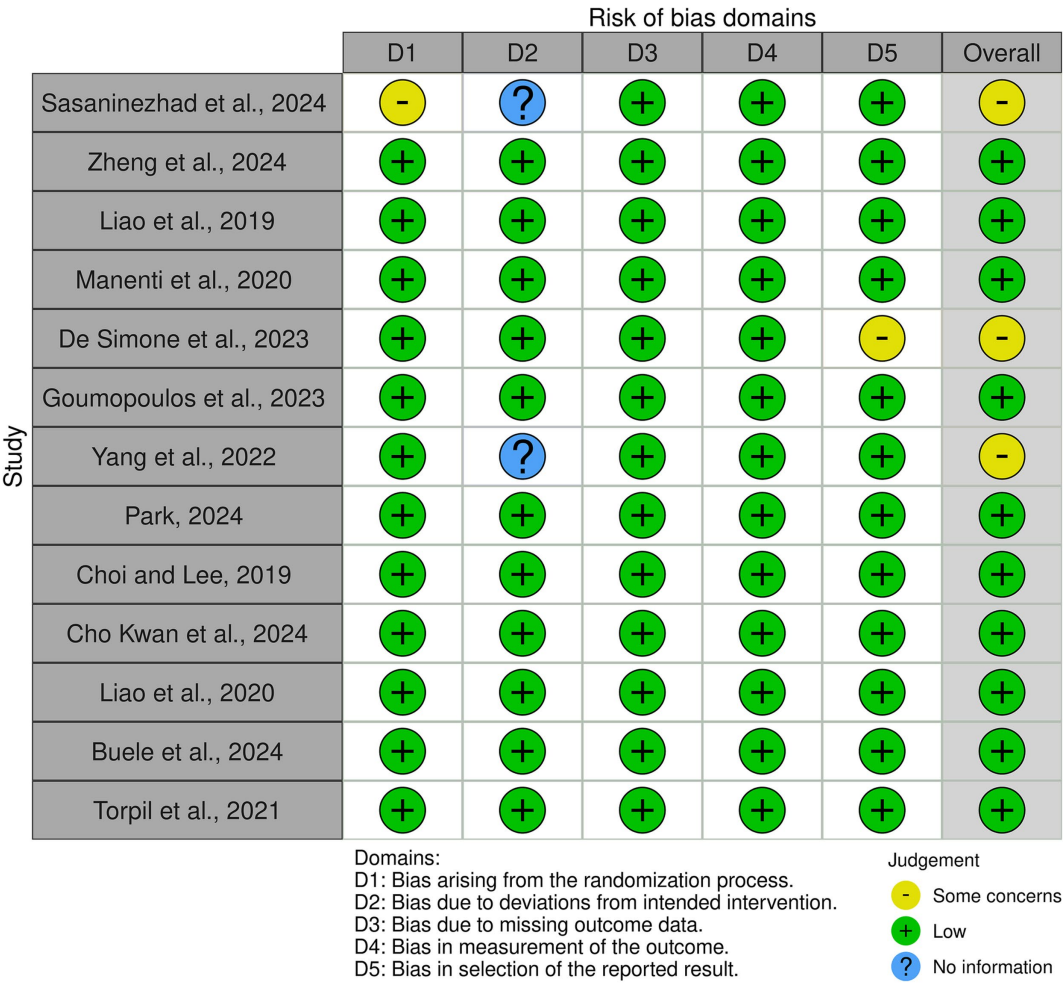 Risk of bias domains
D1 D2 D3 D4 D5 Overall
Study
Sasaninezhad et al., 2024 - ? + + + -
Zheng et al., 2024 + + + + + +
Liao et al., 2019 + + + + + +
Manenti et al., 2020 + + + + + +
De Simone et al., 2023 + + + + - -
Goumopoulos et al., 2023 + + + + + +
Yang et al., 2022 + ? + + + -
Park, 2024 + + + + + +
Choi and Lee, 2019 + + + + + +
Cho Kwan et al., 2024 + + + + + +
Liao et al., 2020 + + + + + +
Buele et al., 2024 + + + + + +
Torpil et al., 2021 + + + + + +
Domains:
D1: Bias arising from the randomization process.
D2: Bias due to deviations from intended intervention.
D3: Bias due to missing outcome data.
D4: Bias in measurement of the outcome.
D5: Bias in selection of the reported result.
Judgement
- Some concerns
+ Low
? No information